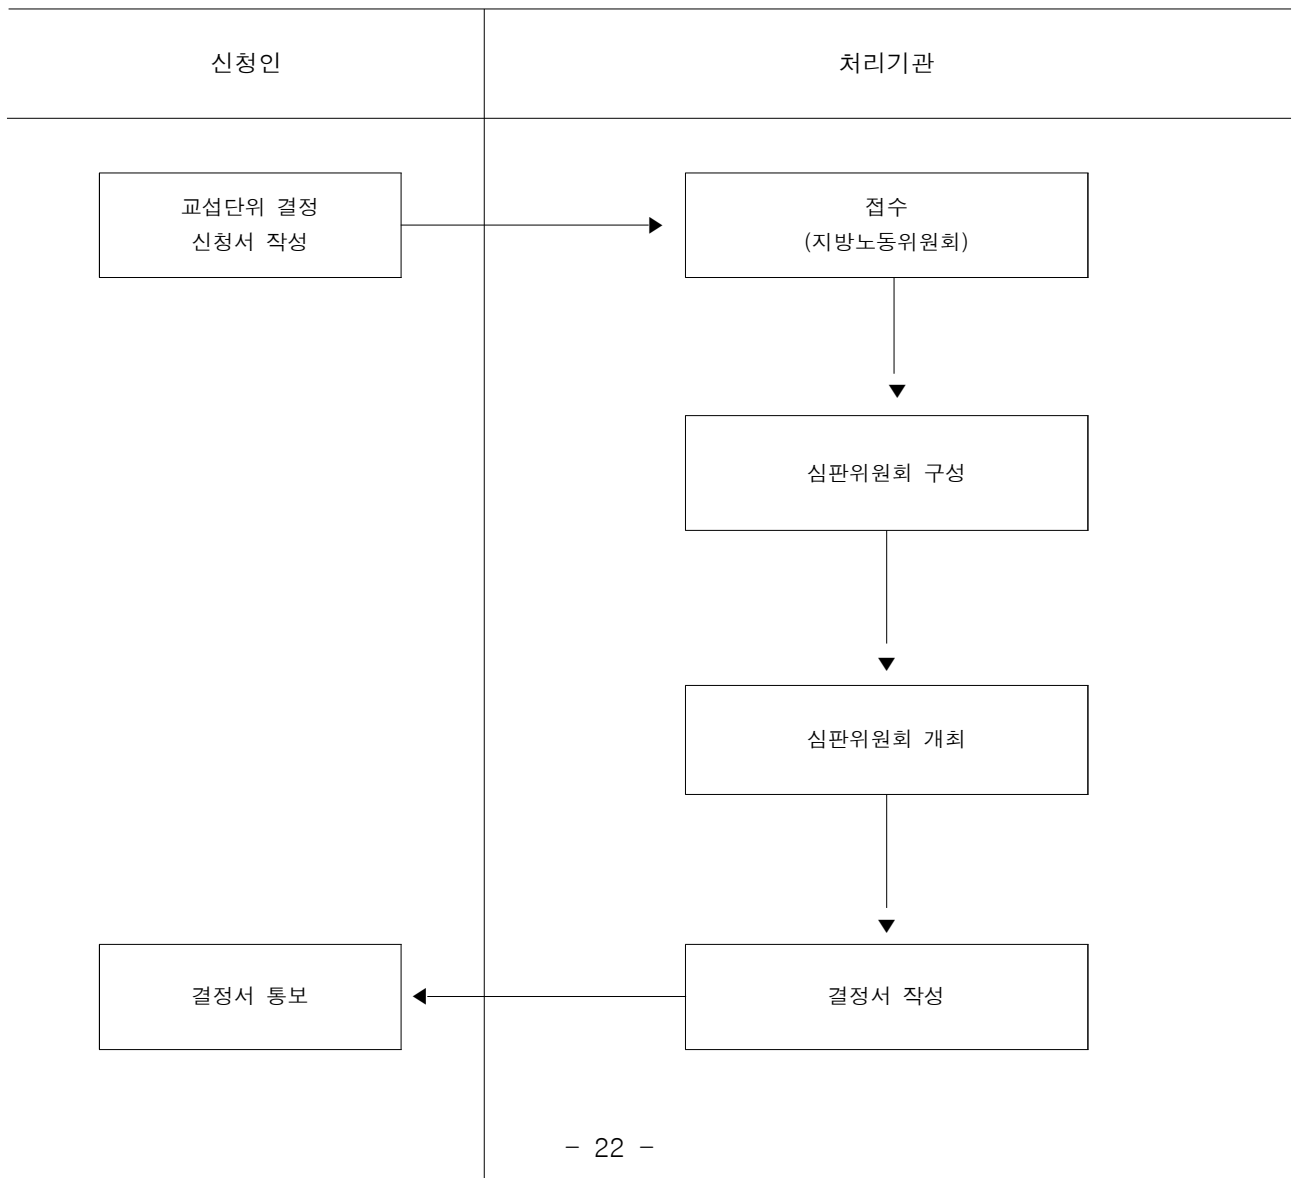 신청인
처리기관
교섭단위 결정
신청서 작성
접수
(지방노동위원회)
심판위원회 구성
심판위원회 개최
결정서 통보
결정서 작성
- 22 -